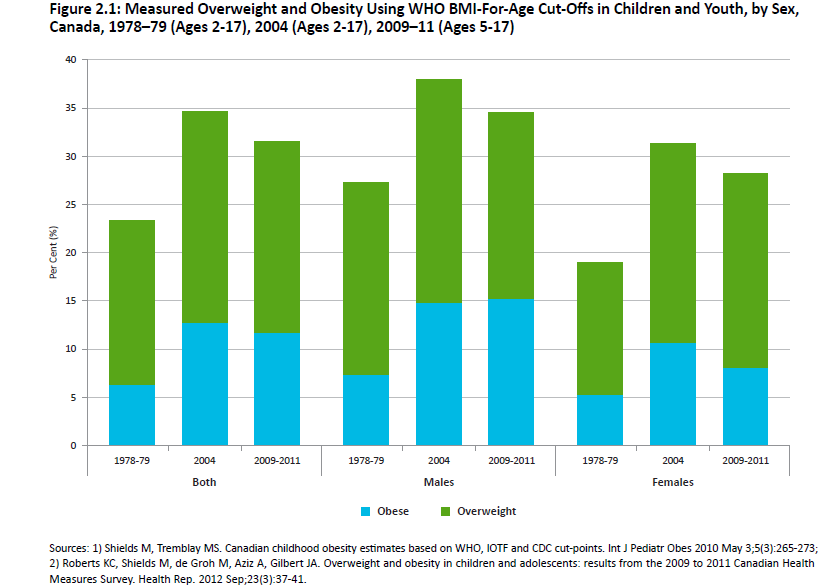 Figure 2.1: Measured Overweight and Obesity Using WHO BMI-For-Age Cut-Offs in Children and Youth, by Sex,
Canada, 1978–79 (Ages 2-17), 2004 (Ages 2-17), 2009–11 (Ages 5-17)
40
35
30
25
20
15
10
5
0
Per Cent (%)
1978-79 2004 2009-2011 1978-79 2004 2009-2011 1978-79 2004 2009-2011
Both Males Females
Obese Overweight
Sources: 1) Shields M, Tremblay MS. Canadian childhood obesity estimates based on WHO, IOTF and CDC cut-points. Int J Pediatr Obes 2010 May 3;5(3):265-273;
2) Roberts KC, Shields M, de Groh M, Aziz A, Gilbert JA. Overweight and obesity in children and adolescents: results from the 2009 to 2011 Canadian Health
Measures Survey. Health Rep. 2012 Sep;23(3):37-41.